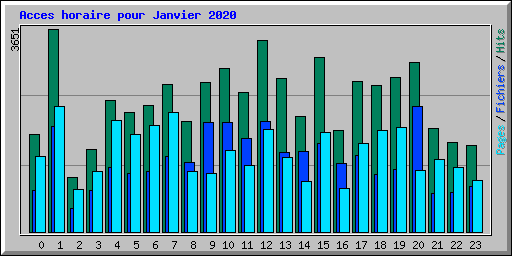 Acces horaire pour Janvier 2020
3651
Pages / Fichiers / Hits
0 1 2 3 4 5 6 7 8 9 10 11 12 13 14 15 16 17 18 19 20 21 22 23